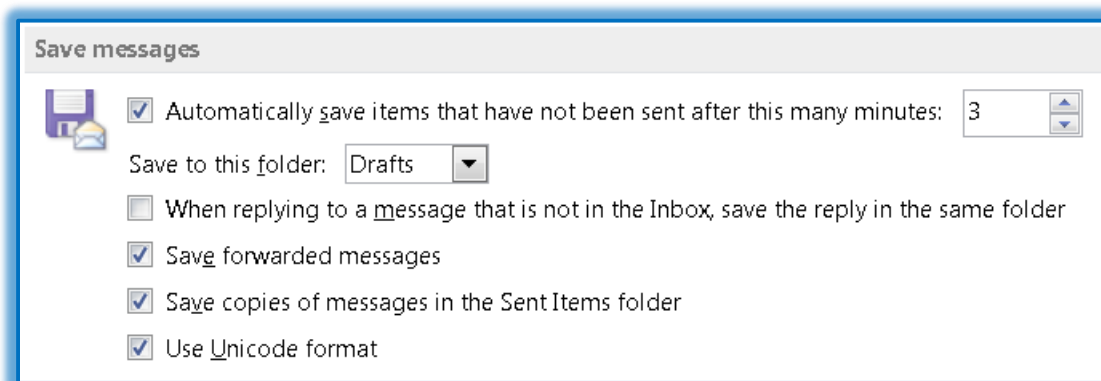 Save messages
Automatically save items that have not been sent after this many minutes: 3
Save to this folder: Drafts
When replying to a message that is not in the Inbox, save the reply in the same folder
Save forwarded messages
Save copies of messages in the Sent Items folder
Use Unicode format